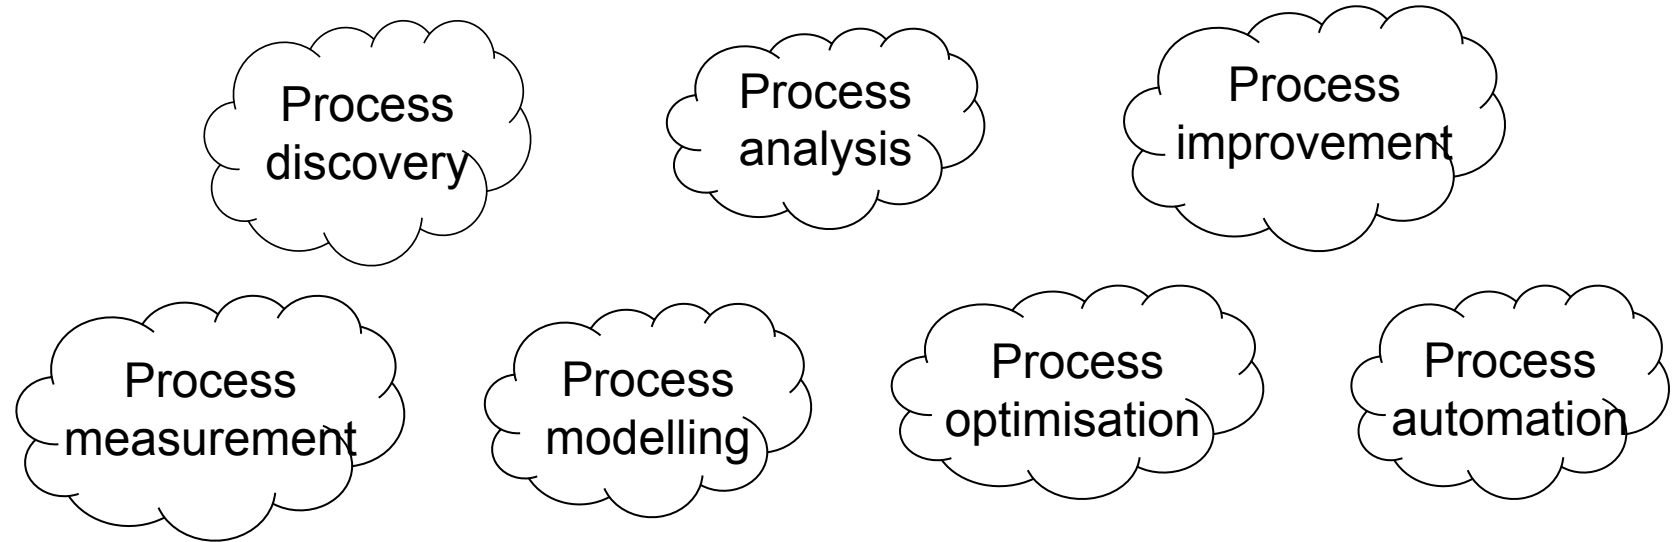 Process
discovery
Process
analysis
Process
improvement
Process
measurement
Process
modelling
Process
optimisation
Process
automation